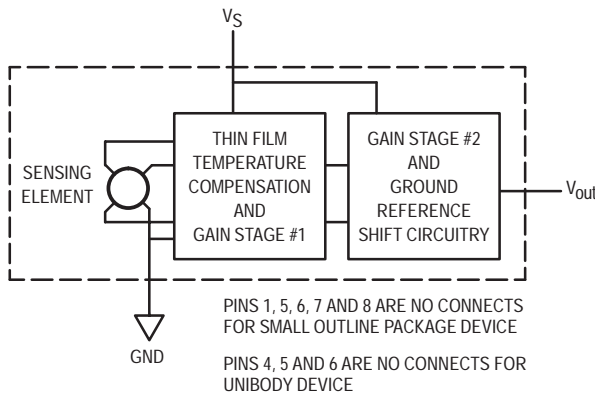 VS
SENSING
ELEMENT
THIN FILM
TEMPERATURE
COMPENSATION
AND
GAIN STAGE #1
GAIN STAGE #2
AND
GROUND
REFERENCE
SHIFT CIRCUITRY
Vout
GND
PINS 1, 5, 6, 7 AND 8 ARE NO CONNECTS
FOR SMALL OUTLINE PACKAGE DEVICE
PINS 4, 5 AND 6 ARE NO CONNECTS FOR
UNIBODY DEVICE